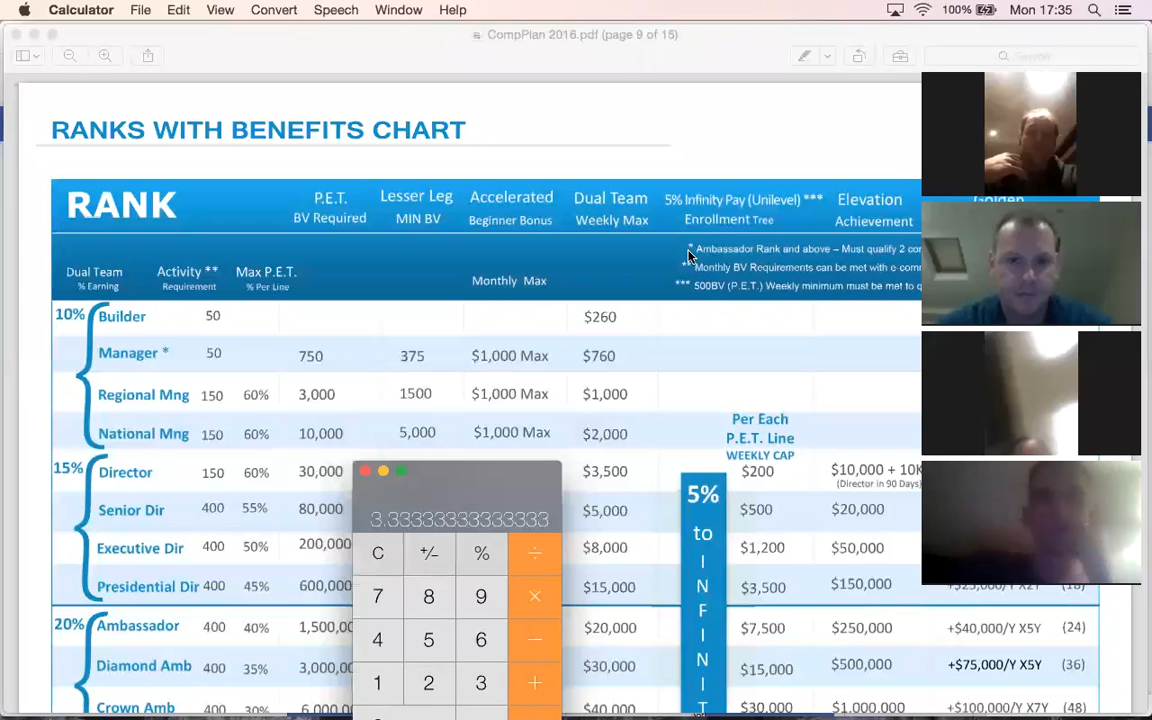 Calculator File Edit View Convert Speech Window Help 100% Mon 17:35
CompPlan 2016.pdf (page 9 of 15)
Search
RANKS WITH BENEFITS CHART
RANK P.E.T. Lesser Leg Accelerated Dual Team 5% Infinity Pay (Unilevel) *** Elevation Golden
BV Required MIN BV Beginner Bonus Weekly Max Enrollment Tree Achievement
* Ambassador Rank and above – Must qualify 2
** Monthly BV Requirements can be met with
*** 500BV (P.E.T.) Weekly minimum must be met to
Dual Team Activity ** Max P.E.T. Monthly Max
% Earning Requirement % Per Line
10% Builder 50 $260
Manager * 50 750 375 $1,000 Max $760
Regional Mng 150 60% 3,000 1500 $1,000 Max $1,000
National Mng 150 60% 10,000 5,000 $1,000 Max $2,000
Per Each
P.E.T. Line
WEEKLY CAP
15% Director 150 60% 30,000 $3,500 $200 $10,000 + 10K
(Director in 90 Days)
Senior Dir 400 55% 80,000 $5,000 $500 $20,000
Executive Dir 400 50% 200,000 $8,000 $1,200 $50,000
Presidential Dir 400 45% 600,000 $15,000 $3,500 $150,000 +$25,000/Y X2Y (18)
20% Ambassador 400 40% 1,500,00 $20,000 $7,500 $250,000 +$40,000/Y X5Y (24)
Diamond Amb 400 35% 3,000,00 $30,000 $15,000 $500,000 +$75,000/Y X5Y (36)
Crown Amb 400 30% 6,000,00 $40,000 $30,000 $1,000,000 +$100,000/Y X7Y (48)
5%
to
I
N
F
I
N
I
T
3.33333333333333
C +/- % ÷
7 8 9 ×
4 5 6 −
1 2 3 +